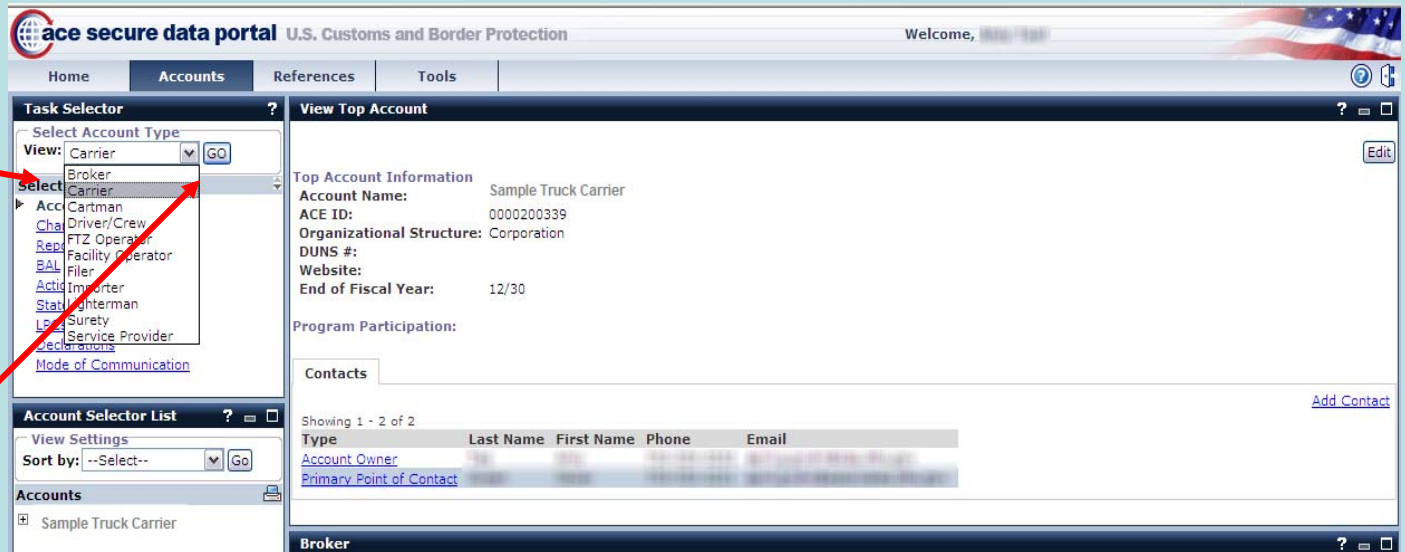 ace secure data portal U.S. Customs and Border Protection Welcome,
Home Accounts References Tools
Task Selector ?
Select Account Type
View: Carrier GO
Broker
Carrier
Cartman
Driver/Crew
FTZ Operator
Facility Operator
Filer
Importer
Lighterman
Surety
Service Provider
Select
Declarations
Mode of Communication
Account Selector List ?
View Settings
Sort by: --Select-- Go
Accounts
Sample Truck Carrier
View Top Account ?
Edit
Top Account Information
Account Name: Sample Truck Carrier
ACE ID: 0000200339
Organizational Structure: Corporation
DUNS #:
Website:
End of Fiscal Year: 12/30
Program Participation:
Contacts
Add Contact
Showing 1 - 2 of 2
Type Last Name First Name Phone Email
Account Owner
Primary Point of Contact
Broker ?